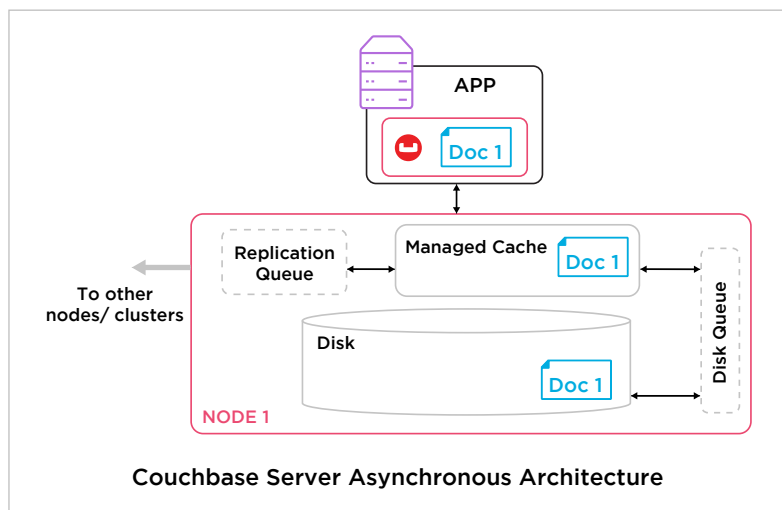 APP
Doc 1
Replication
Queue
Managed Cache
Doc 1
To other
nodes/ clusters
Disk
Doc 1
Disk Queue
NODE 1
Couchbase Server Asynchronous Architecture